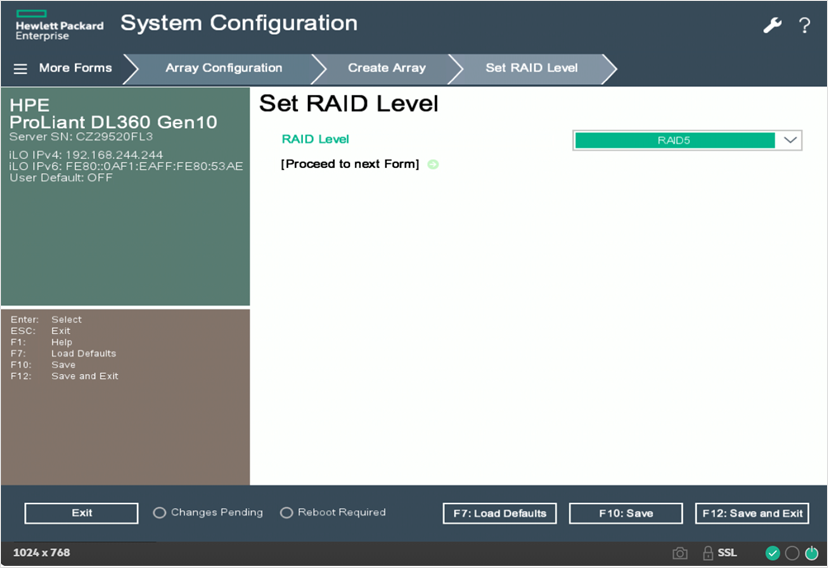 Hewlett Packard
Enterprise
System Configuration
?
More Forms
Array Configuration
Create Array
Set RAID Level
HPE
ProLiant DL360 Gen10
Server SN: CZ29520FL3
iLO IPv4: 192.168.244.244
iLO IPv6: FE80::0AF1:EAFF:FE80:53AE
User Default: OFF
Set RAID Level
RAID Level
RAID5
[Proceed to next Form]
Enter: Select
ESC: Exit
F1: Help
F7: Load Defaults
F10: Save
F12: Save and Exit
Exit
Changes Pending
Reboot Required
F7: Load Defaults
F10: Save
F12: Save and Exit
1024 x 768
SSL